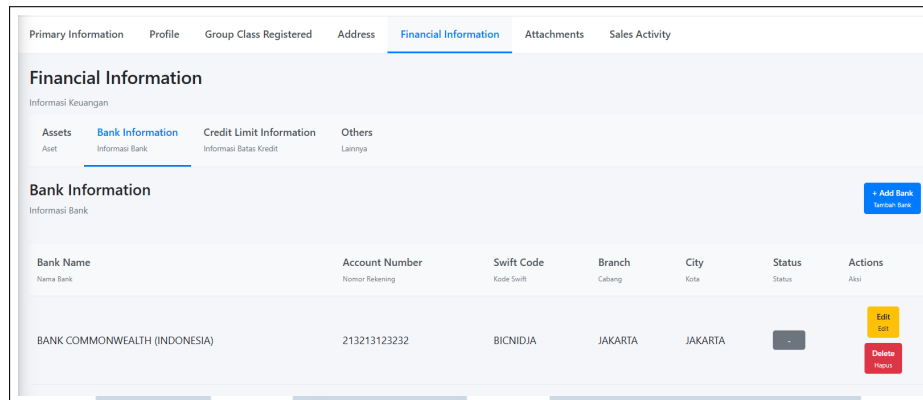 Primary Information Profile Group Class Registered Address Financial Information Attachments Sales Activity
Financial Information
Informasi Keuangan
Assets Bank Information Credit Limit Information Others
Aset Informasi Bank Informasi Batas Kredit Lainnya
Bank Information
Informasi Bank
+ Add Bank
Tambah Bank
Bank Name Account Number Swift Code Branch City Status Actions
Nama Bank Nomor Rekening Kode Swift Cabang Kota Status Aksi
BANK COMMONWEALTH (INDONESIA) 213213123232 BICNIDJA JAKARTA JAKARTA -
Edit
Edit
Delete
Hapus